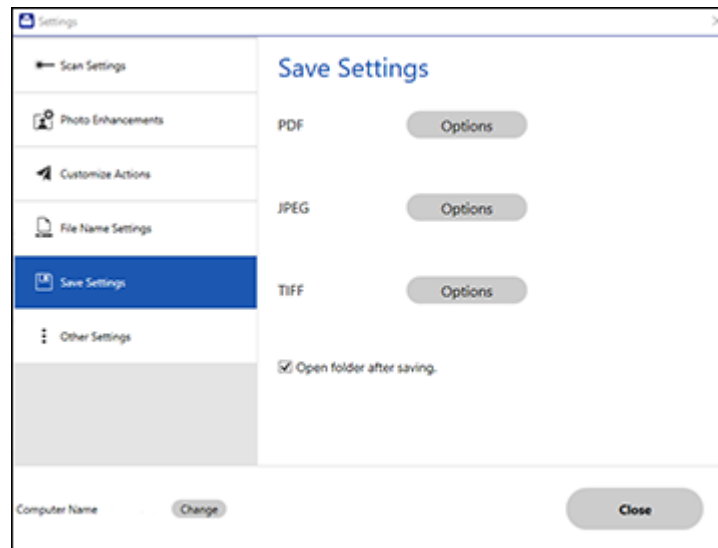 Settings
Scan Settings
Photo Enhancements
Customize Actions
File Name Settings
Save Settings
Other Settings
Save Settings
PDF Options
JPEG Options
TIFF Options
Open folder after saving.
Computer Name Change
Close